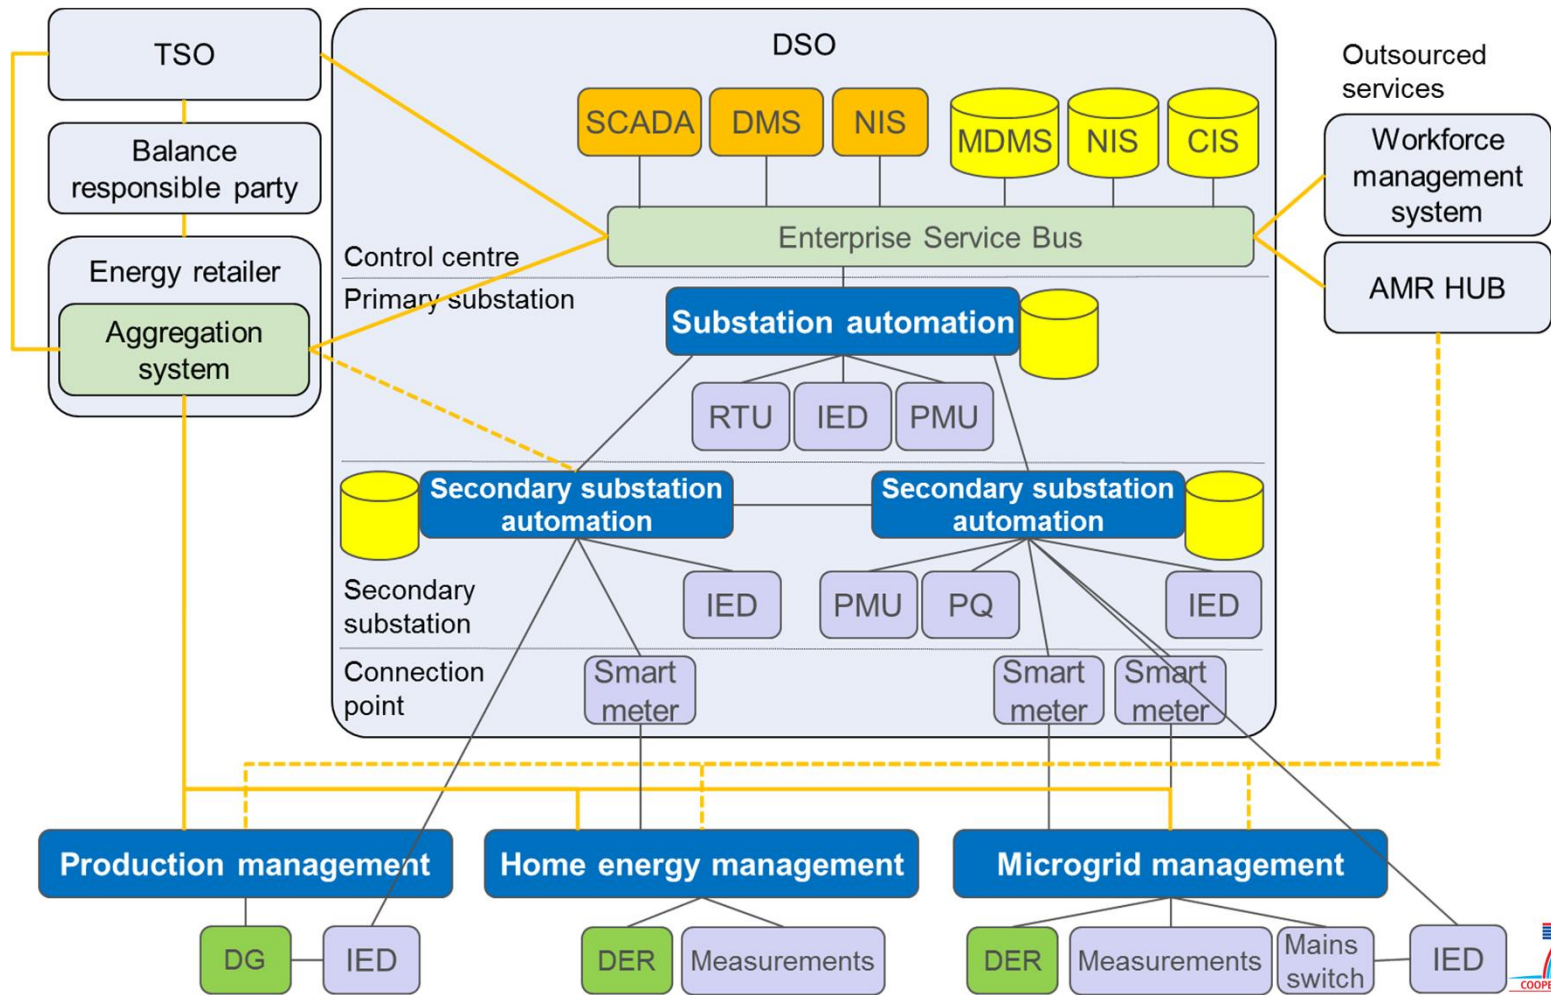 TSO
Balance
responsible party
Energy retailer
Aggregation
system
DSO
SCADA
DMS
NIS
MDMS
NIS
CIS
Enterprise Service Bus
Control centre
Primary substation
Substation automation
RTU
IED
PMU
Secondary substation
automation
Secondary substation
automation
Secondary
substation
IED
PMU
PQ
IED
Connection
point
Smart
meter
Smart
meter
Smart
meter
Outsourced
services
Workforce
management
system
AMR HUB
Production management
Home energy management
Microgrid management
DG
IED
DER
Measurements
DER
Measurements
Mains
switch
IED